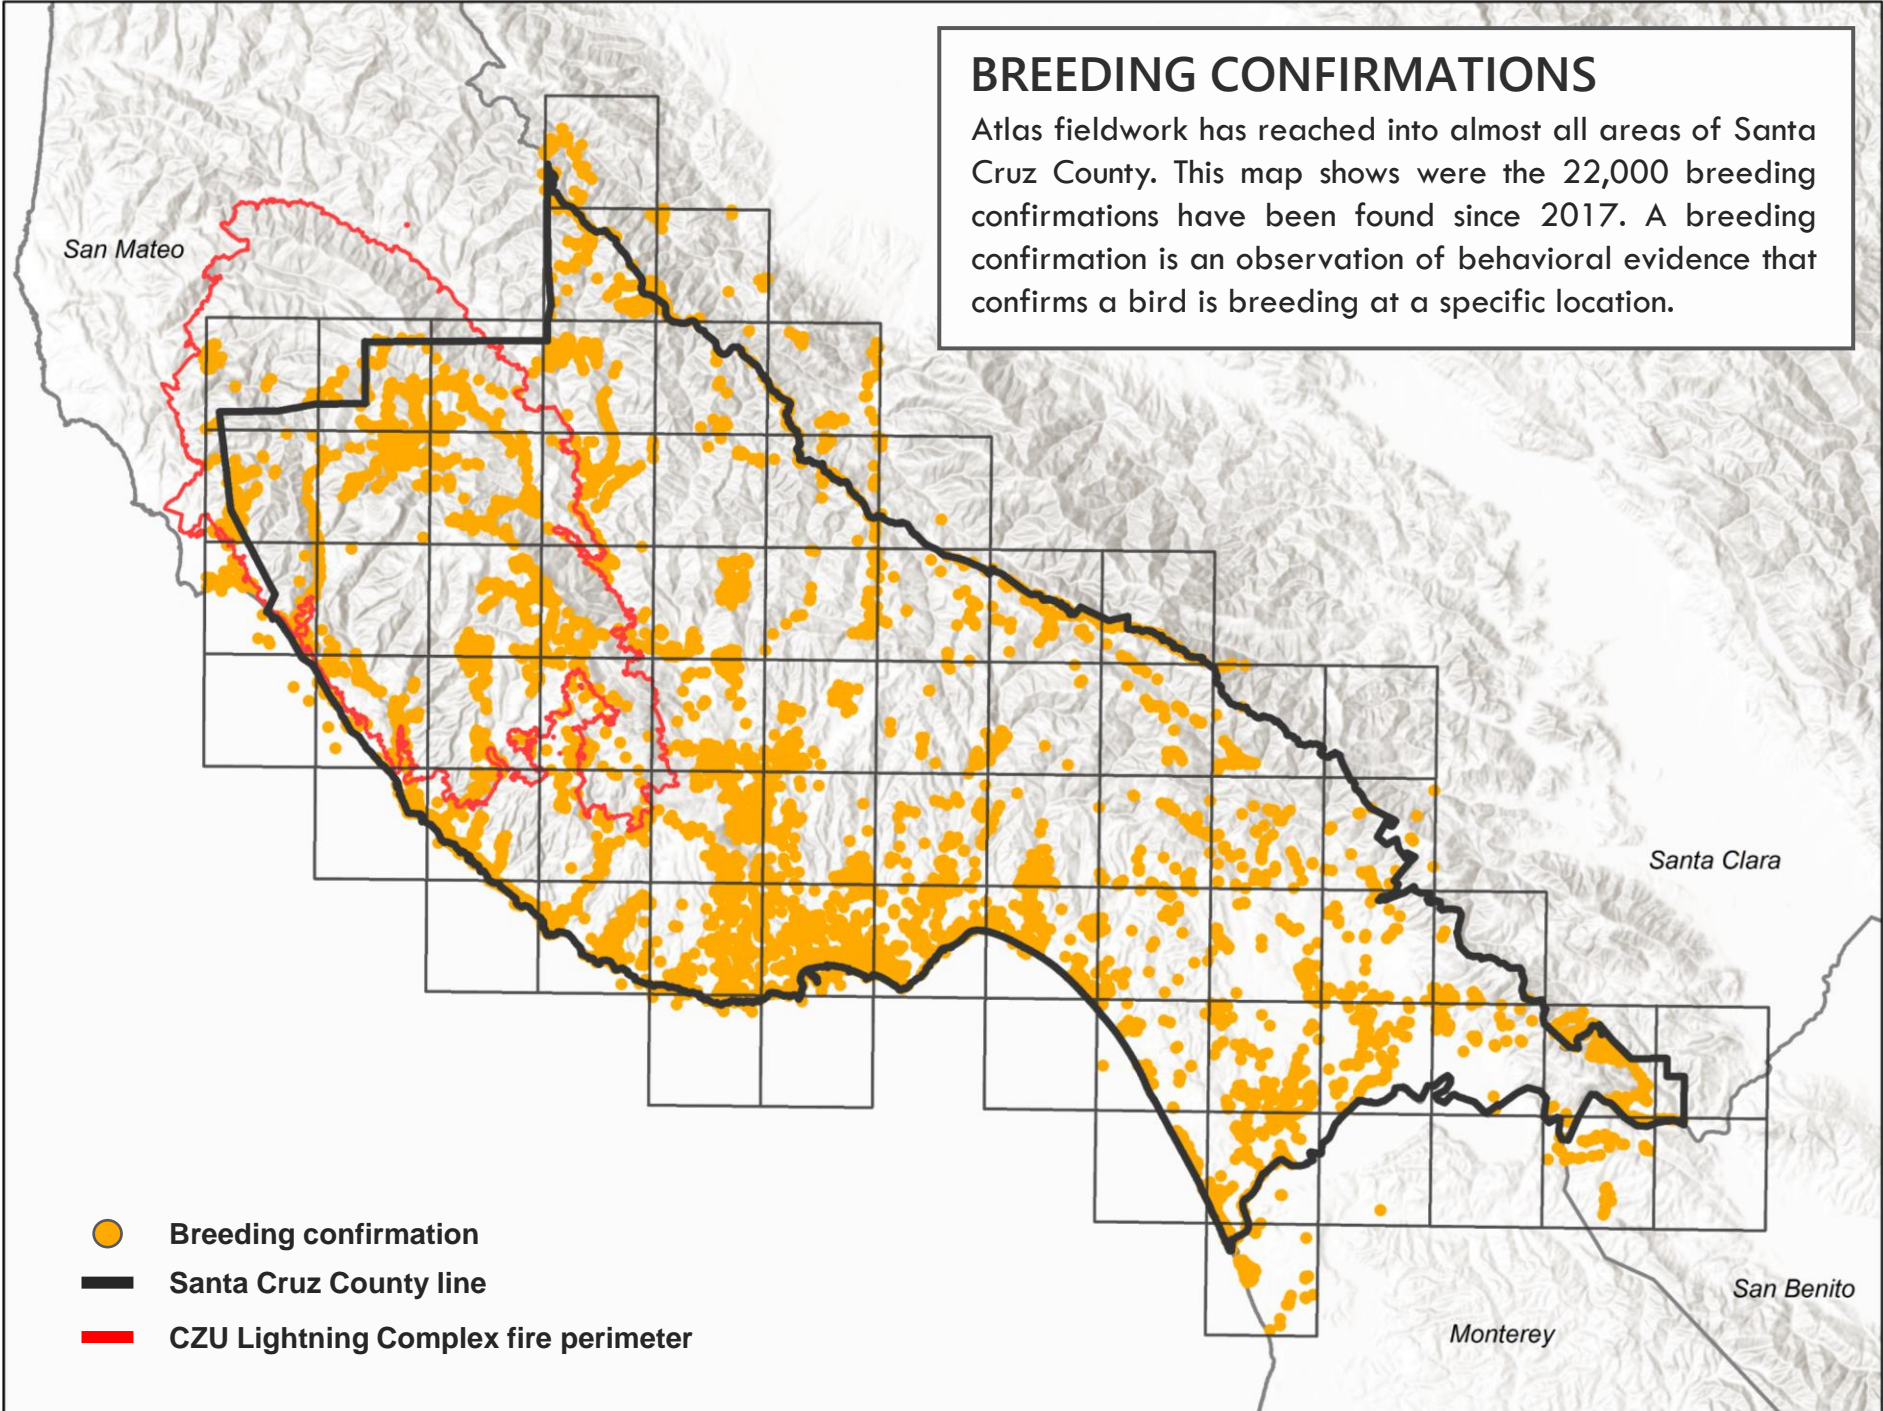 BREEDING CONFIRMATIONS
Atlas fieldwork has reached into almost all areas of Santa
Cruz County. This map shows were the 22,000 breeding
confirmations have been found since 2017. A breeding
confirmation is an observation of behavioral evidence that
confirms a bird is breeding at a specific location.
San Mateo
Santa Clara
San Benito
Monterey
Breeding confirmation
Santa Cruz County line
CZU Lightning Complex fire perimeter